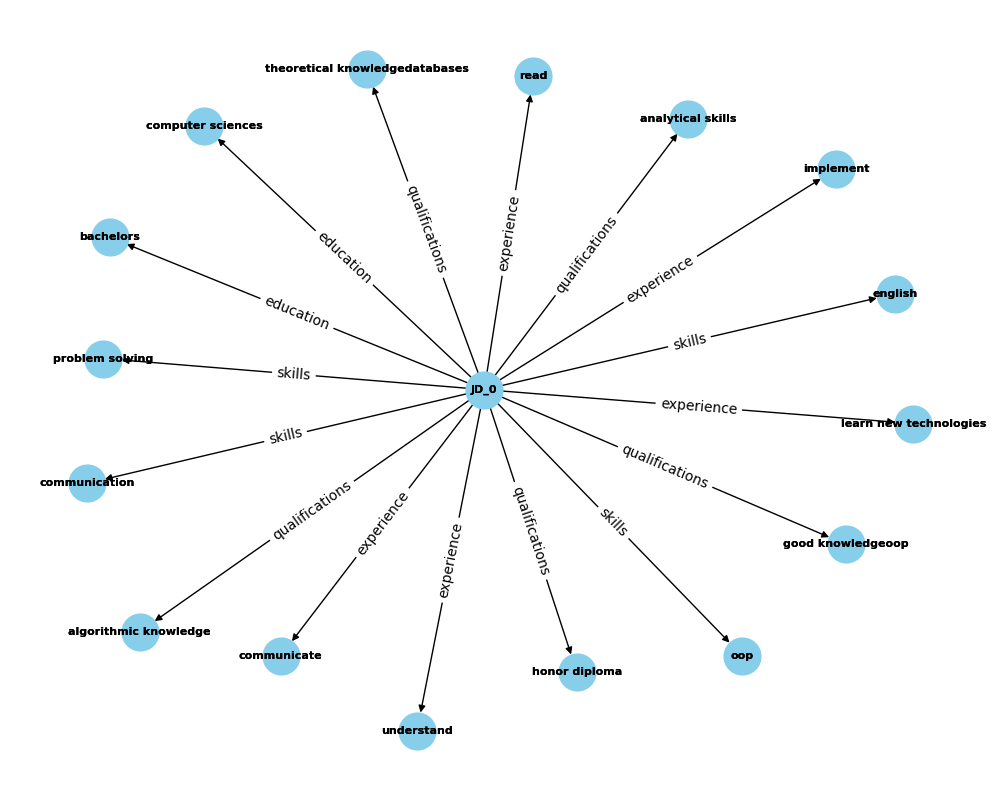 theoretical knowledgedatabases
read
analytical skills
computer sciences
implement
qualifications
experience
qualifications
bachelors
education
experience
english
education
skills
problem solving
skills
JD_0
experience
learn new technologies
skills
qualifications
communication
qualifications
experience
qualifications
skills
good knowledgeoop
experience
algorithmic knowledge
communicate
oop
honor diploma
understand